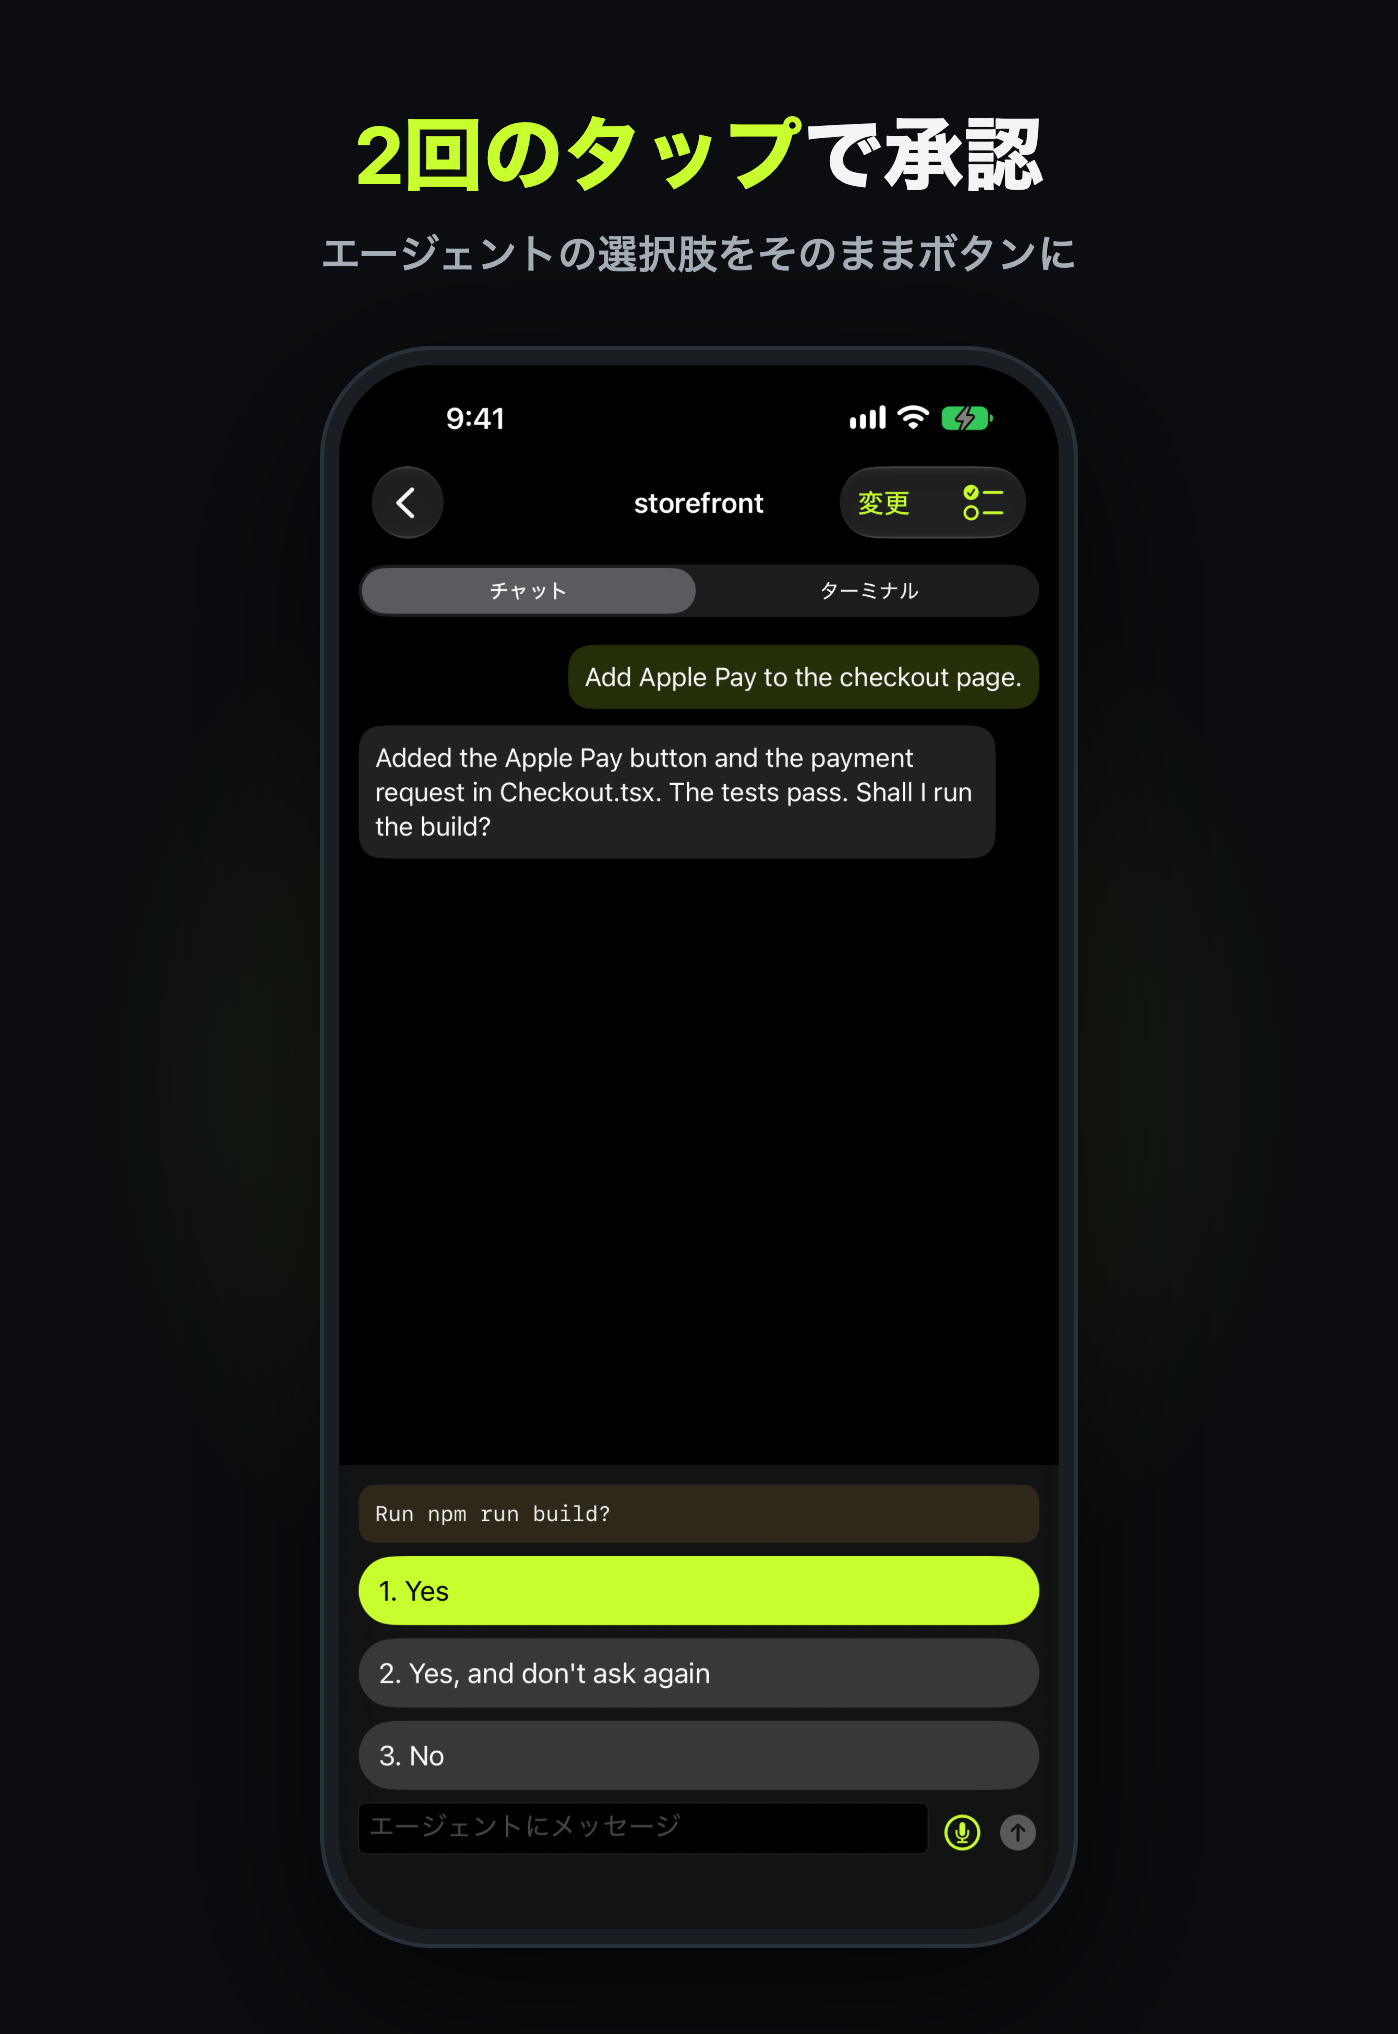 2回のタップで承認
エージェントの選択肢をそのままボタンに
9:41
storefront
変更
チャット
ターミナル
Add Apple Pay to the checkout page.
Added the Apple Pay button and the payment
request in Checkout.tsx. The tests pass. Shall I run
the build?
Run npm run build?
1. Yes
2. Yes, and don't ask again
3. No
エージェントにメッセージ